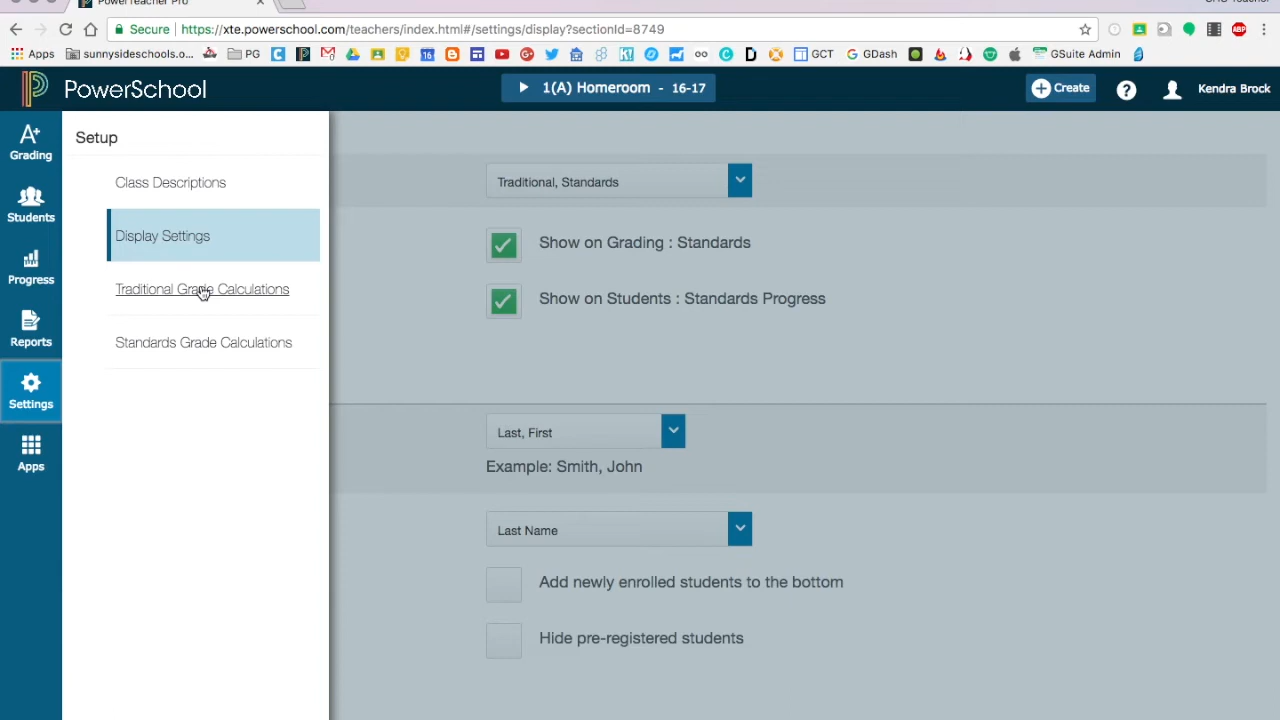 PowerTeacher Pro
Secure
https://xte.powerschool.com/teachers/index.html#/settings/display?sectionId=8749
Apps
sunnysideschools.o...
PG
GCT
GDash
GSuite Admin
PowerSchool
1(A) Homeroom - 16-17
Create
Kendra Brock
Grading
Students
Progress
Reports
Settings
Apps
Setup
Class Descriptions
Display Settings
Traditional Grade Calculations
Standards Grade Calculations
Traditional, Standards
Show on Grading : Standards
Show on Students : Standards Progress
Last, First
Example: Smith, John
Last Name
Add newly enrolled students to the bottom
Hide pre-registered students